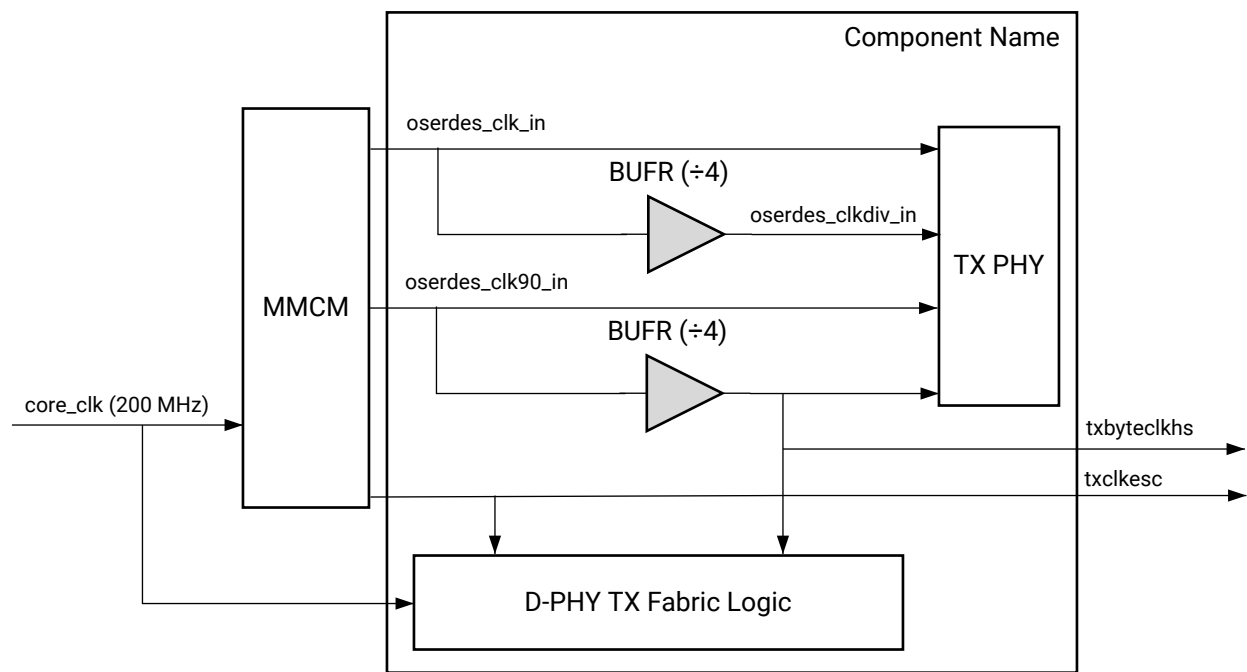 Component Name
oserdes_clk_in
BUFR (÷4)
oserdes_clkdiv_in
TX PHY
oserdes_clk90_in
MMCM
BUFR (÷4)
core_clk (200 MHz)
txbyteclkhs
txclkesc
D-PHY TX Fabric Logic